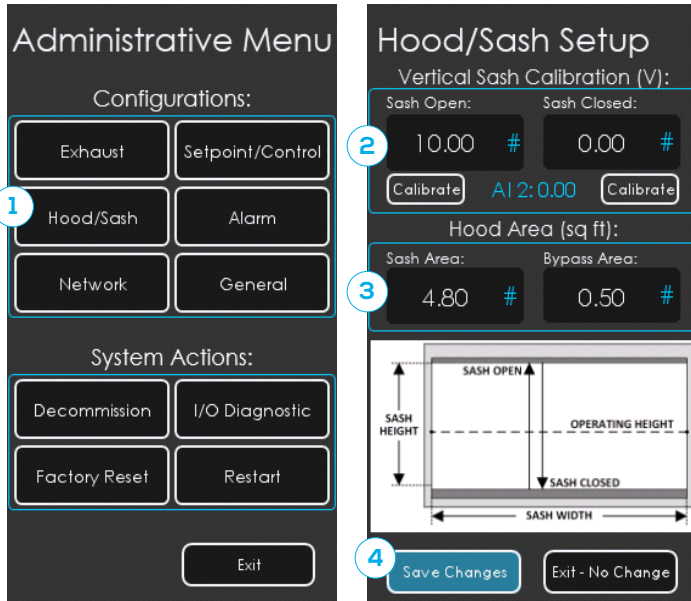 Administrative Menu
Configurations:
Exhaust
Setpoint/Control
1
Hood/Sash
Alarm
Network
General
System Actions:
Decommission
I/O Diagnostic
Factory Reset
Restart
Exit
Hood/Sash Setup
Vertical Sash Calibration (V):
Sash Open:
Sash Closed:
2
10.00 #
0.00 #
Calibrate
AI 2: 0.00
Calibrate
Hood Area (sq ft):
Sash Area:
Bypass Area:
3
4.80 #
0.50 #
SASH OPEN
SASH
HEIGHT
OPERATING HEIGHT
SASH CLOSED
SASH WIDTH
4
Save Changes
Exit - No Change